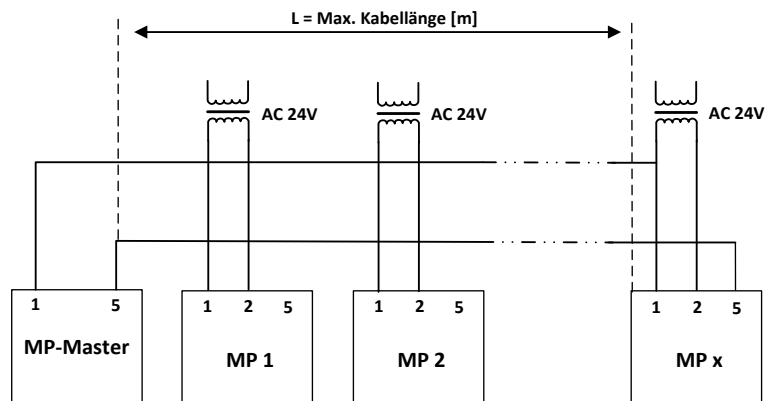 L = Max. Kabellänge [m]
AC 24V AC 24V AC 24V
1 5 1 2 5 1 2 5 1 2 5
MP-Master MP 1 MP 2 MP x